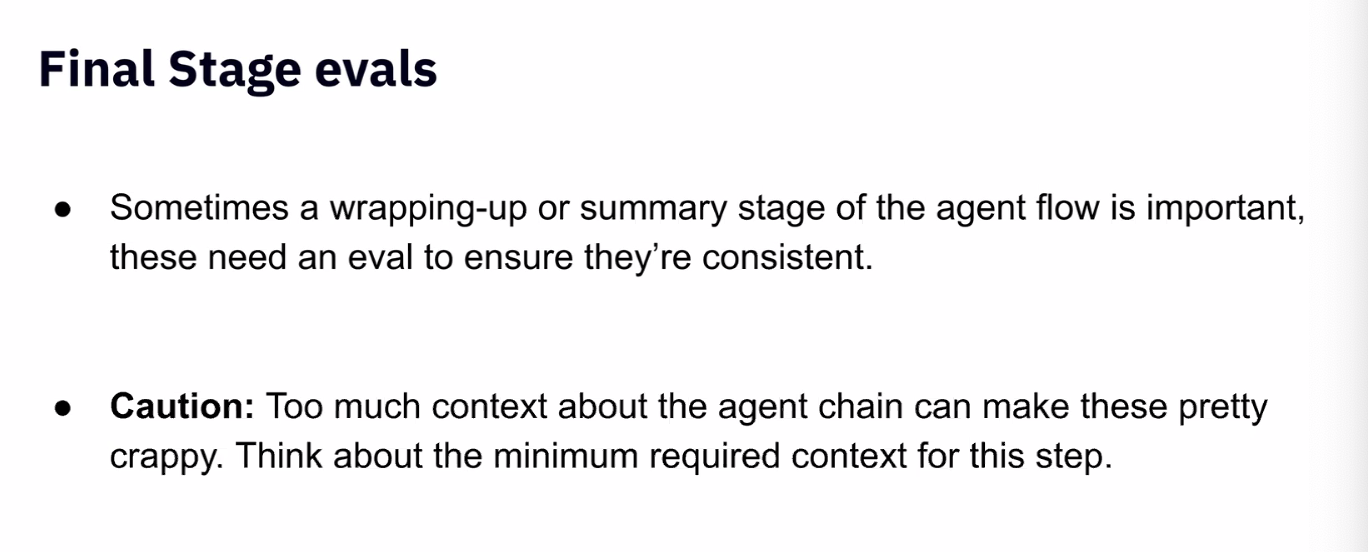 Final Stage evals
● Sometimes a wrapping-up or summary stage of the agent flow is important,
these need an eval to ensure they’re consistent.
● Caution: Too much context about the agent chain can make these pretty
crappy. Think about the minimum required context for this step.